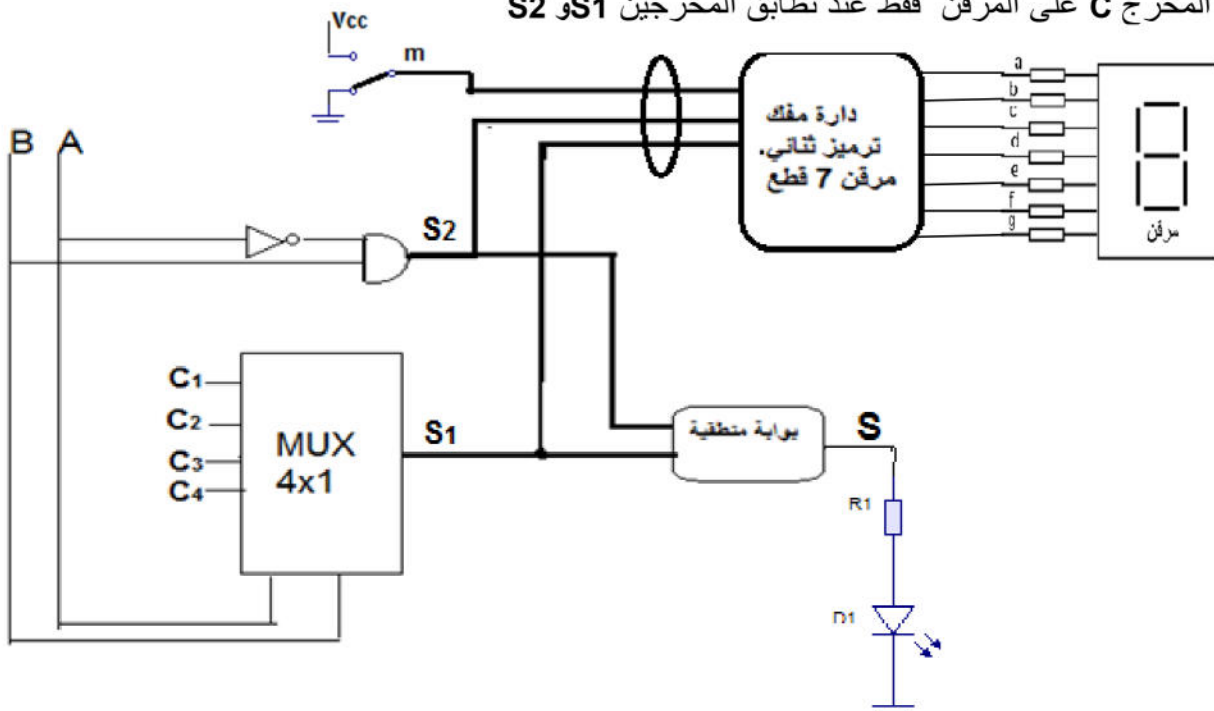 المخرج C على المرقن فقط عند تطابق المخرجين S1 و S2
Vcc
m
a
b
c
d
e
f
g
دارة مفك
ترميز ثنائي.
مرقن 7 قطع
مرقن
B A
S2
C1
C2
C3
C4
MUX
4x1
S1
بوابة منطقية
S
R1
D1